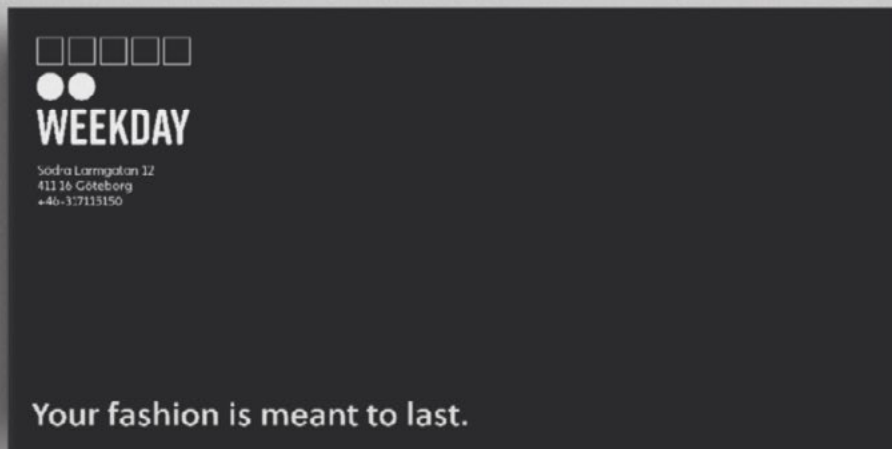 WEEKDAY
Södra Larmgatan 12
411 16 Göteborg
+46-317115150
Your fashion is meant to last.